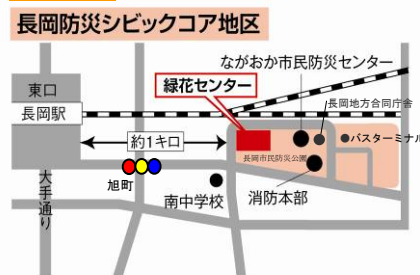 長岡防災シビックコア地区
ながおか市民防災センター
東口
緑花センター
長岡駅
長岡地方合同庁舎
バスターミナル
約1キロ
長岡市民防災公園
旭町
大手通り
南中学校
消防本部